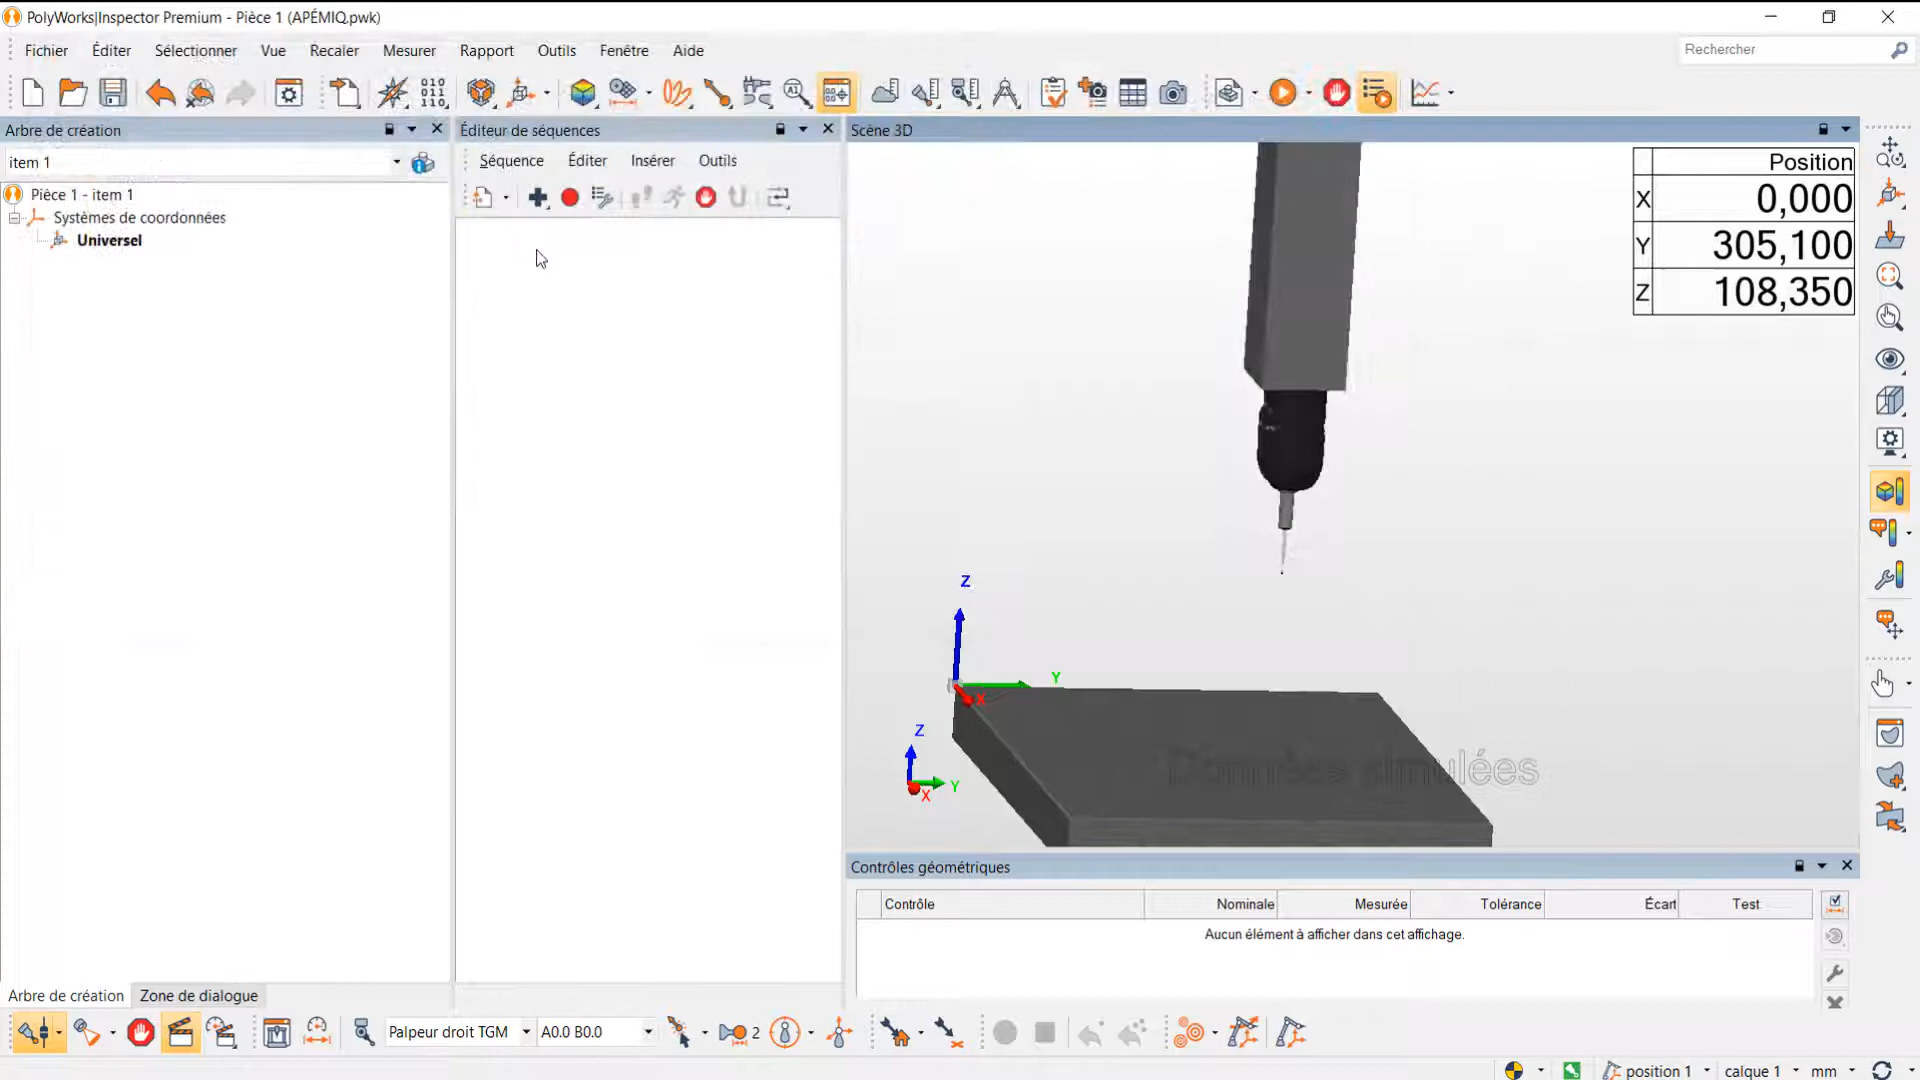 PolyWorks|Inspector Premium - Pièce 1 (APÉMIQ.pwk)
Fichier Éditer Sélectionner Vue Recaler Mesurer Rapport Outils Fenêtre Aide
Rechercher
Arbre de création
item 1
Pièce 1 - item 1
Systèmes de coordonnées
Universel
Éditeur de séquences
Séquence Éditer Insérer Outils
Scène 3D
Position
X 0,000
Y 305,100
Z 108,350
Z
Y
X
Z
Y
X
Données simulées
Contrôles géométriques
Contrôle Nominale Mesurée Tolérance Écart Test
Aucun élément à afficher dans cet affichage.
Arbre de création Zone de dialogue
Palpeur droit TGM A0.0 B0.0 2
position 1 calque 1 mm